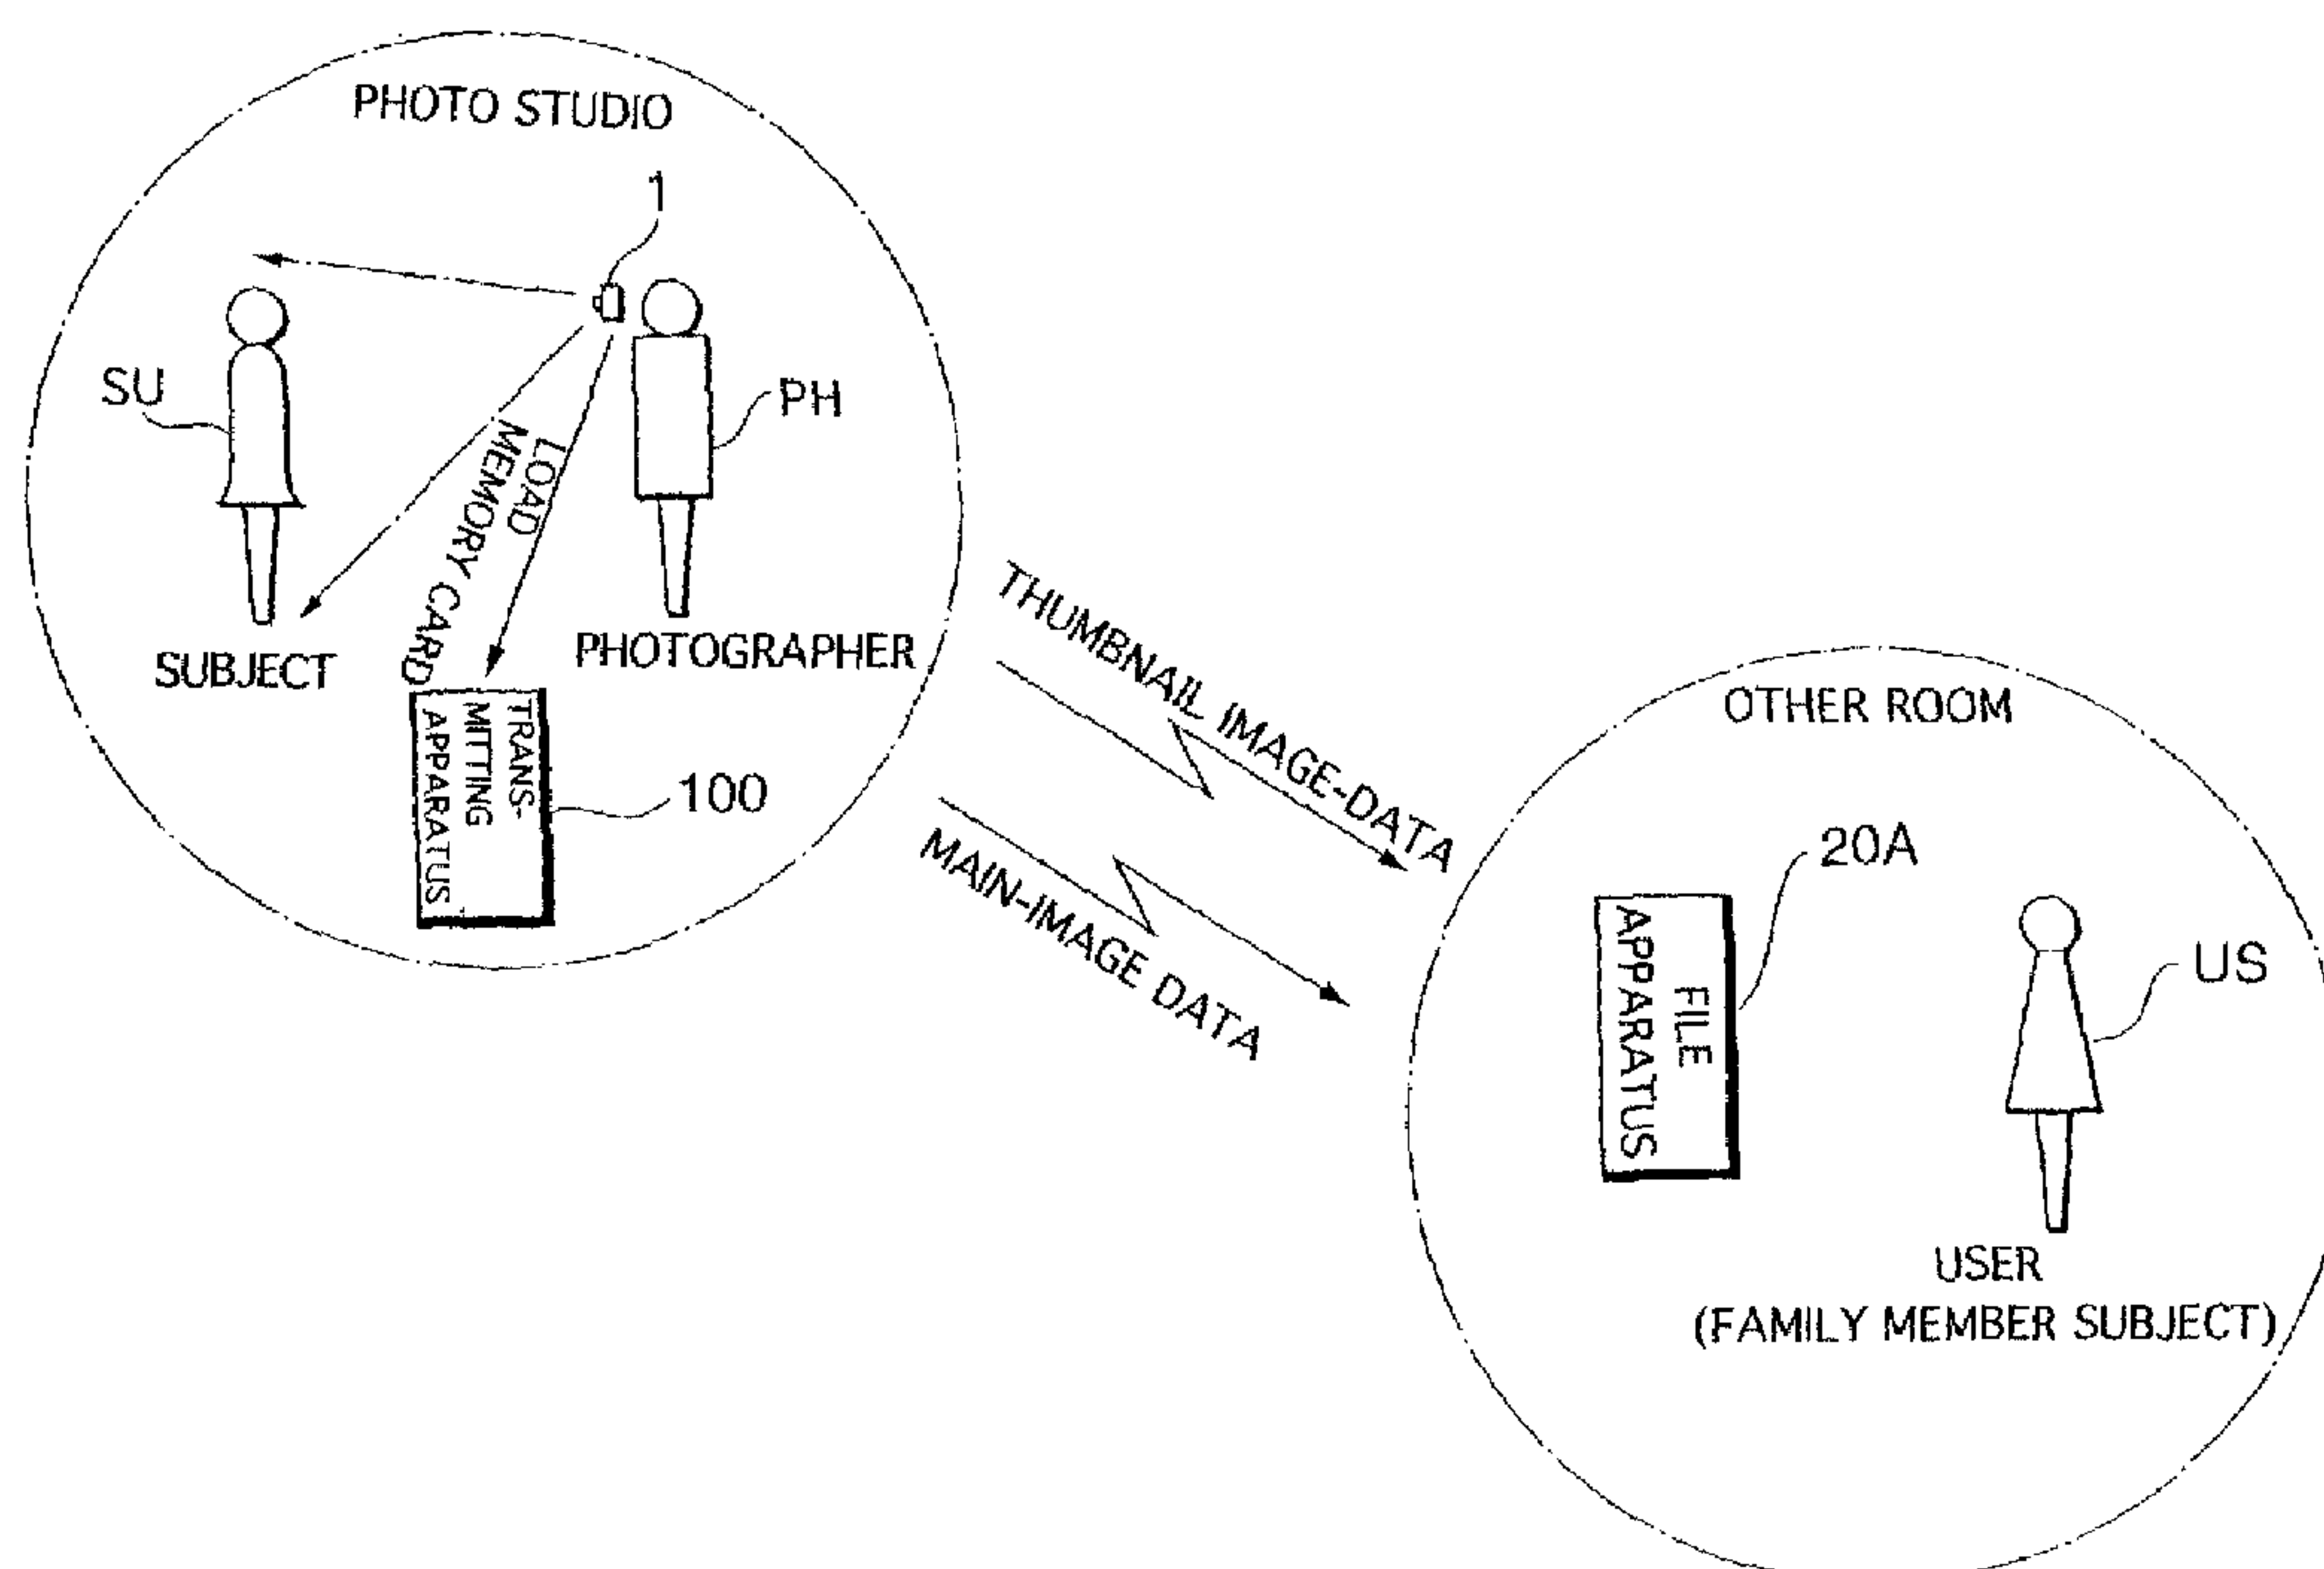 PHOTO STUDIO
1
SU
PH
LOAD
MEMORY CARD
SUBJECT
PHOTOGRAPHER
TRANS-
MITTING
APPARATUS
100
THUMBNAIL IMAGE-DATA
MAIN-IMAGE DATA
OTHER ROOM
20A
FILE
APPARATUS
US
USER
(FAMILY MEMBER SUBJECT)